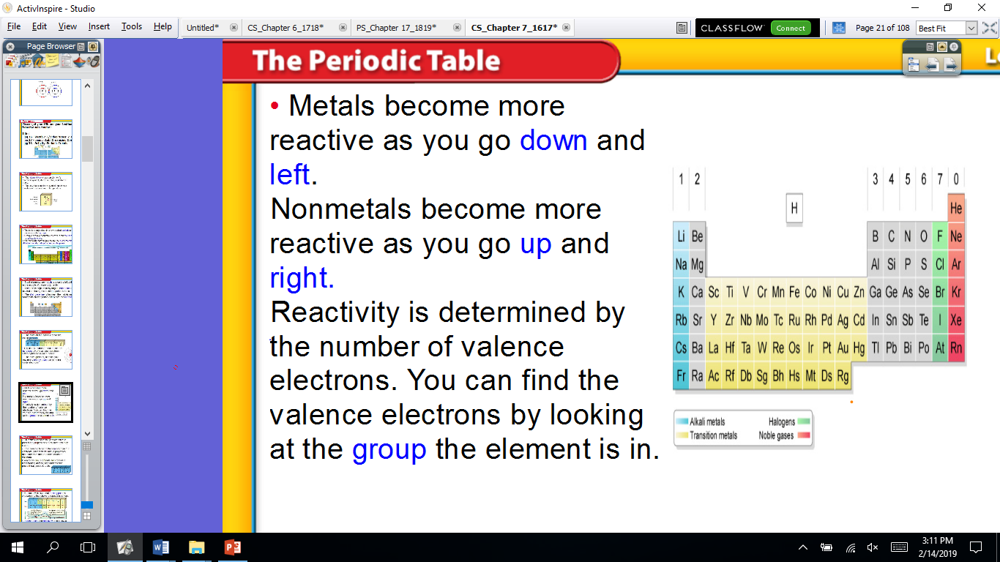 ActivInspire - Studio
File Edit View Insert Tools Help
Untitled* CS_Chapter 6_1718* PS_Chapter 17_1819* CS_Chapter 7_1617*
CLASSFLOW Connect
Page 21 of 108 Best Fit
Page Browser
The Periodic Table
• Metals become more
reactive as you go down and
left.
Nonmetals become more
reactive as you go up and
right.
Reactivity is determined by
the number of valence
electrons. You can find the
valence electrons by looking
at the group the element is in.
1 2 3 4 5 6 7 0
H He
Li Be B C N O F Ne
Na Mg Al Si P S Cl Ar
K Ca Sc Ti V Cr Mn Fe Co Ni Cu Zn Ga Ge As Se Br Kr
Rb Sr Y Zr Nb Mo Tc Ru Rh Pd Ag Cd In Sn Sb Te I Xe
Cs Ba La Hf Ta W Re Os Ir Pt Au Hg Tl Pb Bi Po At Rn
Fr Ra Ac Rf Db Sg Bh Hs Mt Ds Rg
Alkali metals Halogens
Transition metals Noble gases
3:11 PM
2/14/2019